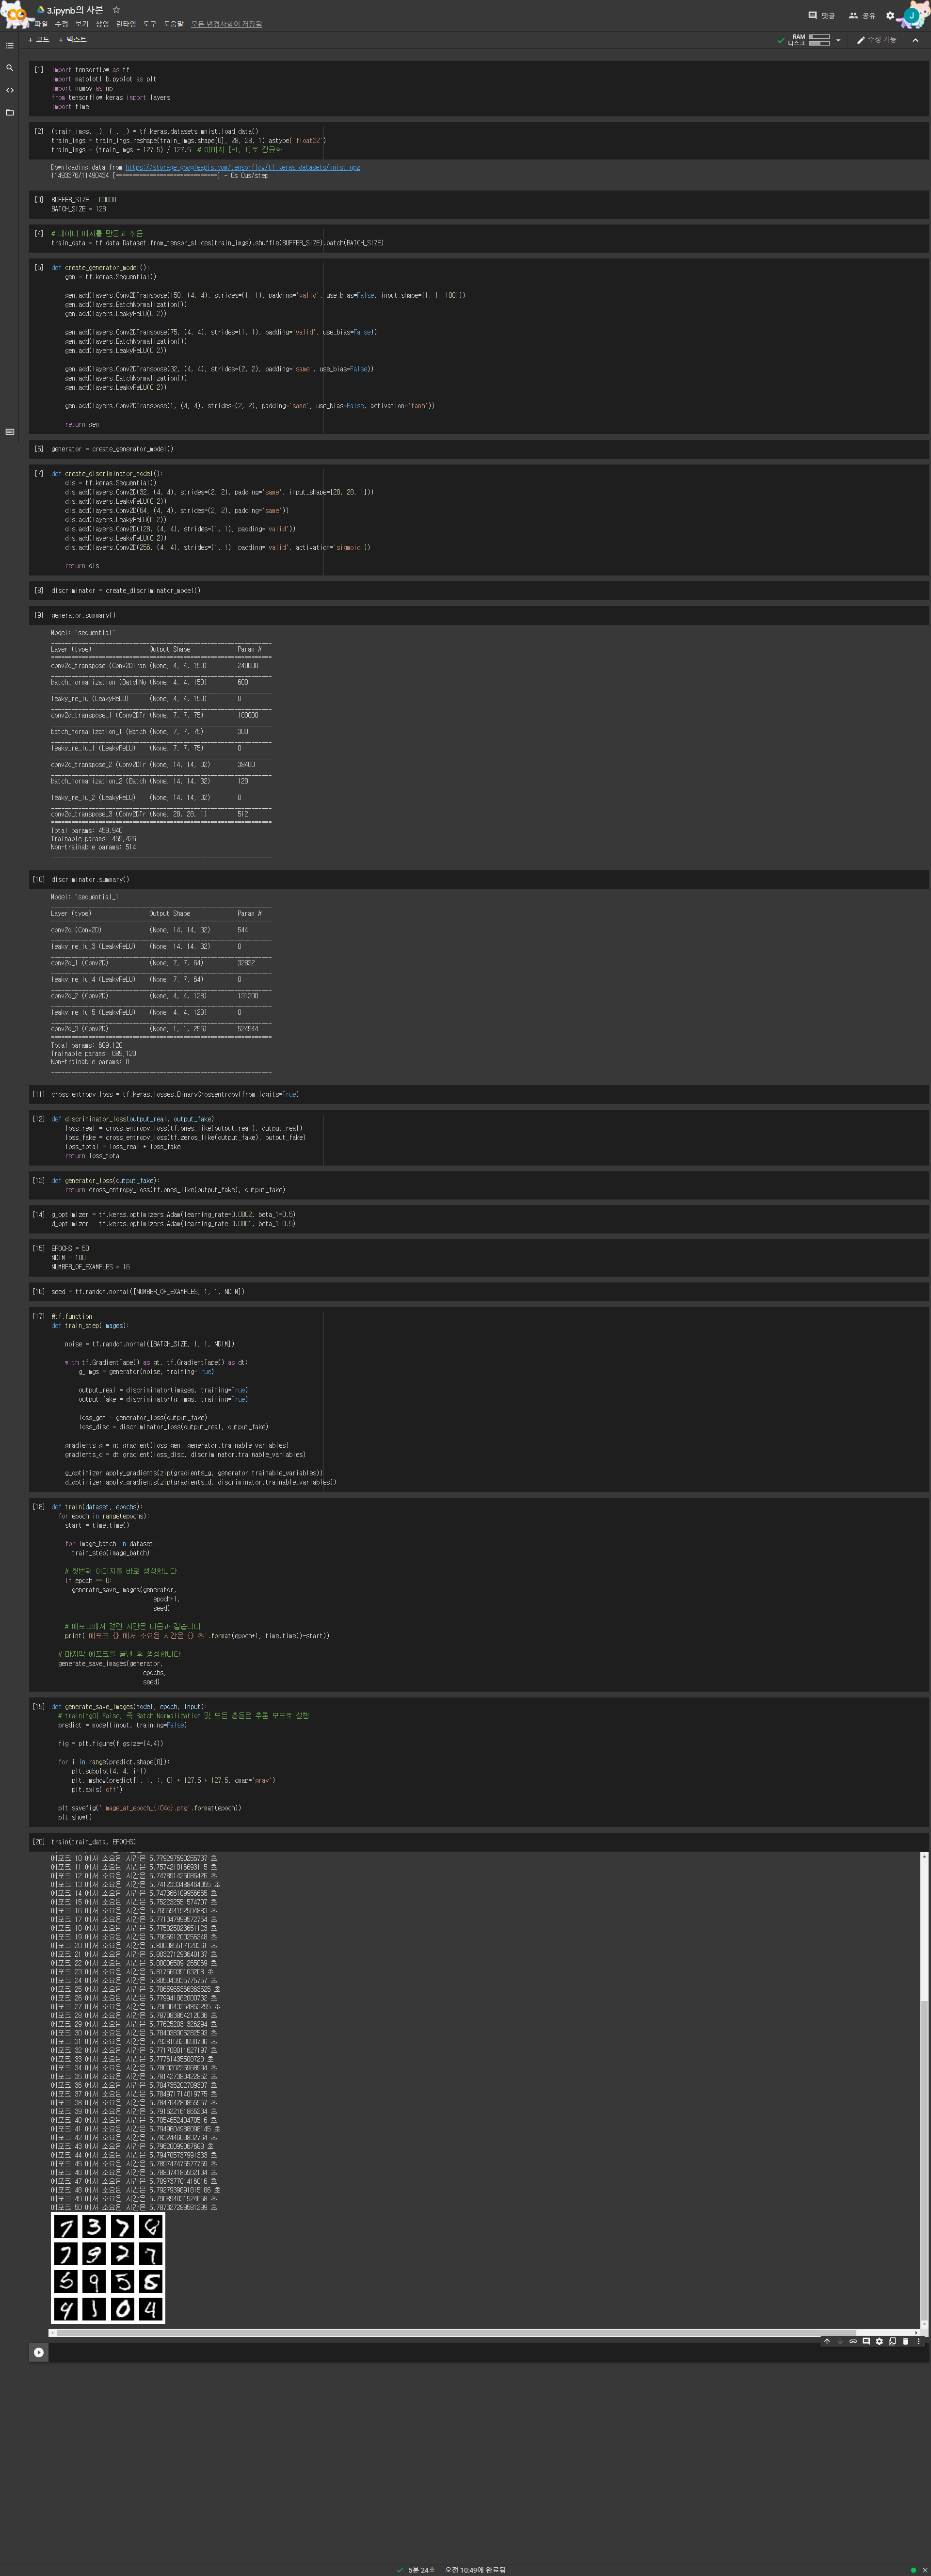 3.ipynb의 사본
파일 수정 보기 삽입 런타임 도구 도움말 모든 변경사항이 저장됨
댓글 공유 J
+ 코드 + 텍스트
RAM 디스크
수정 가능
[1] import tensorflow as tf
import matplotlib.pyplot as plt
import numpy as np
from tensorflow.keras import layers
import time
[2] (train_imgs, _), (_, _) = tf.keras.datasets.mnist.load_data()
train_imgs = train_imgs.reshape(train_imgs.shape[0], 28, 28, 1).astype('float32')
train_imgs = (train_imgs - 127.5) / 127.5 # 이미지 [-1, 1]로 정규화
Downloading data from https://storage.googleapis.com/tensorflow/tf-keras-datasets/mnist.npz
11493376/11490434 [==============================] - 0s 0us/step
[3] BUFFER_SIZE = 60000
BATCH_SIZE = 128
[4] # 데이터 배치를 만들고 섞음
train_data = tf.data.Dataset.from_tensor_slices(train_imgs).shuffle(BUFFER_SIZE).batch(BATCH_SIZE)
[5] def create_generator_model():
gen = tf.keras.Sequential()
gen.add(layers.Conv2DTranspose(150, (4, 4), strides=(1, 1), padding='valid', use_bias=False, input_shape=[1, 1, 100]))
gen.add(layers.BatchNormalization())
gen.add(layers.LeakyReLU(0.2))
gen.add(layers.Conv2DTranspose(75, (4, 4), strides=(1, 1), padding='valid', use_bias=False))
gen.add(layers.BatchNormalization())
gen.add(layers.LeakyReLU(0.2))
gen.add(layers.Conv2DTranspose(32, (4, 4), strides=(2, 2), padding='same', use_bias=False))
gen.add(layers.BatchNormalization())
gen.add(layers.LeakyReLU(0.2))
gen.add(layers.Conv2DTranspose(1, (4, 4), strides=(2, 2), padding='same', use_bias=False, activation='tanh'))
return gen
[6] generator = create_generator_model()
[7] def create_discriminator_model():
dis = tf.keras.Sequential()
dis.add(layers.Conv2D(32, (4, 4), strides=(2, 2), padding='same', input_shape=[28, 28, 1]))
dis.add(layers.LeakyReLU(0.2))
dis.add(layers.Conv2D(64, (4, 4), strides=(2, 2), padding='same'))
dis.add(layers.LeakyReLU(0.2))
dis.add(layers.Conv2D(128, (4, 4), strides=(1, 1), padding='valid'))
dis.add(layers.LeakyReLU(0.2))
dis.add(layers.Conv2D(256, (4, 4), strides=(1, 1), padding='valid', activation='sigmoid'))
return dis
[8] discriminator = create_discriminator_model()
[9] generator.summary()
Model: "sequential"
Layer (type) Output Shape Param #
conv2d_transpose (Conv2DTran (None, 4, 4, 150) 240000
batch_normalization (BatchNo (None, 4, 4, 150) 600
leaky_re_lu (LeakyReLU) (None, 4, 4, 150) 0
conv2d_transpose_1 (Conv2DTr (None, 7, 7, 75) 180000
batch_normalization_1 (Batch (None, 7, 7, 75) 300
leaky_re_lu_1 (LeakyReLU) (None, 7, 7, 75) 0
conv2d_transpose_2 (Conv2DTr (None, 14, 14, 32) 38400
batch_normalization_2 (Batch (None, 14, 14, 32) 128
leaky_re_lu_2 (LeakyReLU) (None, 14, 14, 32) 0
conv2d_transpose_3 (Conv2DTr (None, 28, 28, 1) 512
Total params: 459,940
Trainable params: 459,426
Non-trainable params: 514
[10] discriminator.summary()
Model: "sequential_1"
Layer (type) Output Shape Param #
conv2d (Conv2D) (None, 14, 14, 32) 544
leaky_re_lu_3 (LeakyReLU) (None, 14, 14, 32) 0
conv2d_1 (Conv2D) (None, 7, 7, 64) 32832
leaky_re_lu_4 (LeakyReLU) (None, 7, 7, 64) 0
conv2d_2 (Conv2D) (None, 4, 4, 128) 131200
leaky_re_lu_5 (LeakyReLU) (None, 4, 4, 128) 0
conv2d_3 (Conv2D) (None, 1, 1, 256) 524544
Total params: 689,120
Trainable params: 689,120
Non-trainable params: 0
[11] cross_entropy_loss = tf.keras.losses.BinaryCrossentropy(from_logits=True)
[12] def discriminator_loss(output_real, output_fake):
loss_real = cross_entropy_loss(tf.ones_like(output_real), output_real)
loss_fake = cross_entropy_loss(tf.zeros_like(output_fake), output_fake)
loss_total = loss_real + loss_fake
return loss_total
[13] def generator_loss(output_fake):
return cross_entropy_loss(tf.ones_like(output_fake), output_fake)
[14] g_optimizer = tf.keras.optimizers.Adam(learning_rate=0.0002, beta_1=0.5)
d_optimizer = tf.keras.optimizers.Adam(learning_rate=0.0001, beta_1=0.5)
[15] EPOCHS = 50
NDIM = 100
NUMBER_OF_EXAMPLES = 16
[16] seed = tf.random.normal([NUMBER_OF_EXAMPLES, 1, 1, NDIM])
[17] @tf.function
def train_step(images):
noise = tf.random.normal([BATCH_SIZE, 1, 1, NDIM])
with tf.GradientTape() as gt, tf.GradientTape() as dt:
g_imgs = generator(noise, training=True)
output_real = discriminator(images, training=True)
output_fake = discriminator(g_imgs, training=True)
loss_gen = generator_loss(output_fake)
loss_disc = discriminator_loss(output_real, output_fake)
gradients_g = gt.gradient(loss_gen, generator.trainable_variables)
gradients_d = dt.gradient(loss_disc, discriminator.trainable_variables)
g_optimizer.apply_gradients(zip(gradients_g, generator.trainable_variables))
d_optimizer.apply_gradients(zip(gradients_d, discriminator.trainable_variables))
[18] def train(dataset, epochs):
for epoch in range(epochs):
start = time.time()
for image_batch in dataset:
train_step(image_batch)
# 첫번째 이미지를 바로 생성합니다
if epoch == 0:
generate_save_images(generator,
epoch+1,
seed)
# 에포크에서 걸린 시간은 다음과 같습니다
print('에포크 {} 에서 소요된 시간은 {} 초'.format(epoch+1, time.time()-start))
# 마지막 에포크를 끝낸 후 생성합니다.
generate_save_images(generator,
epochs,
seed)
[19] def generate_save_images(model, epoch, input):
# training이 False, 즉 Batch Normalization 및 모든 출몰은 추론 모드로 실행
predict = model(input, training=False)
fig = plt.figure(figsize=(4,4))
for i in range(predict.shape[0]):
plt.subplot(4, 4, i+1)
plt.imshow(predict[i, :, :, 0] * 127.5 + 127.5, cmap='gray')
plt.axis('off')
plt.savefig('image_at_epoch_{:04d}.png'.format(epoch))
plt.show()
[20] train(train_data, EPOCHS)
에포크 10 에서 소요된 시간은 5.779297590255737 초
에포크 11 에서 소요된 시간은 5.757421016693115 초
에포크 12 에서 소요된 시간은 5.747891426086426 초
에포크 13 에서 소요된 시간은 5.7412333488464355 초
에포크 14 에서 소요된 시간은 5.747366189956665 초
에포크 15 에서 소요된 시간은 5.752232551574707 초
에포크 16 에서 소요된 시간은 5.769594192504883 초
에포크 17 에서 소요된 시간은 5.771347999572754 초
에포크 18 에서 소요된 시간은 5.775825023651123 초
에포크 19 에서 소요된 시간은 5.799691200256348 초
에포크 20 에서 소요된 시간은 5.806385517120361 초
에포크 21 에서 소요된 시간은 5.803271293640137 초
에포크 22 에서 소요된 시간은 5.808065891265869 초
에포크 23 에서 소요된 시간은 5.81766939163208 초
에포크 24 에서 소요된 시간은 5.805043935775757 초
에포크 25 에서 소요된 시간은 5.7865965366363525 초
에포크 26 에서 소요된 시간은 5.779941082000732 초
에포크 27 에서 소요된 시간은 5.7969043254852295 초
에포크 28 에서 소요된 시간은 5.787083864212036 초
에포크 29 에서 소요된 시간은 5.776252031326294 초
에포크 30 에서 소요된 시간은 5.784038305282593 초
에포크 31 에서 소요된 시간은 5.792815923690796 초
에포크 32 에서 소요된 시간은 5.771708011627197 초
에포크 33 에서 소요된 시간은 5.77761435508728 초
에포크 34 에서 소요된 시간은 5.780020236968994 초
에포크 35 에서 소요된 시간은 5.781427383422852 초
에포크 36 에서 소요된 시간은 5.784735202789307 초
에포크 37 에서 소요된 시간은 5.784971714019775 초
에포크 38 에서 소요된 시간은 5.784764289855957 초
에포크 39 에서 소요된 시간은 5.791622161865234 초
에포크 40 에서 소요된 시간은 5.785465240478516 초
에포크 41 에서 소요된 시간은 5.7949604988098145 초
에포크 42 에서 소요된 시간은 5.783244609832764 초
에포크 43 에서 소요된 시간은 5.79620099067688 초
에포크 44 에서 소요된 시간은 5.794785737991333 초
에포크 45 에서 소요된 시간은 5.789747476577759 초
에포크 46 에서 소요된 시간은 5.788374185562134 초
에포크 47 에서 소요된 시간은 5.789737701416016 초
에포크 48 에서 소요된 시간은 5.7927939891815186 초
에포크 49 에서 소요된 시간은 5.790894031524658 초
에포크 50 에서 소요된 시간은 5.787327289581299 초
7 3 7 8
7 9 2 7
5 9 5 5
4 1 0 4
5분 24초 오전 10:49에 완료됨